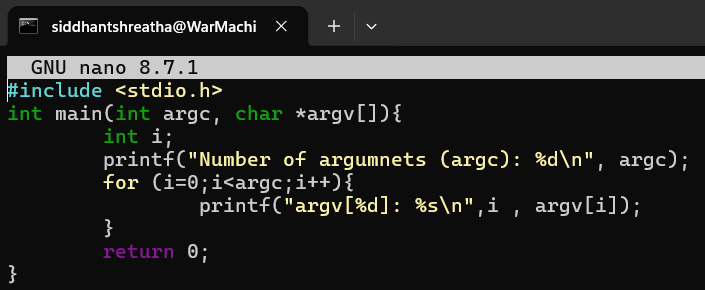 siddhantshreatha@WarMachi
GNU nano 8.7.1
#include <stdio.h>
int main(int argc, char *argv[]){
        int i;
        printf("Number of argumnets (argc): %d\n", argc);
        for (i=0;i<argc;i++){
                printf("argv[%d]: %s\n",i , argv[i]);
        }
        return 0;
}